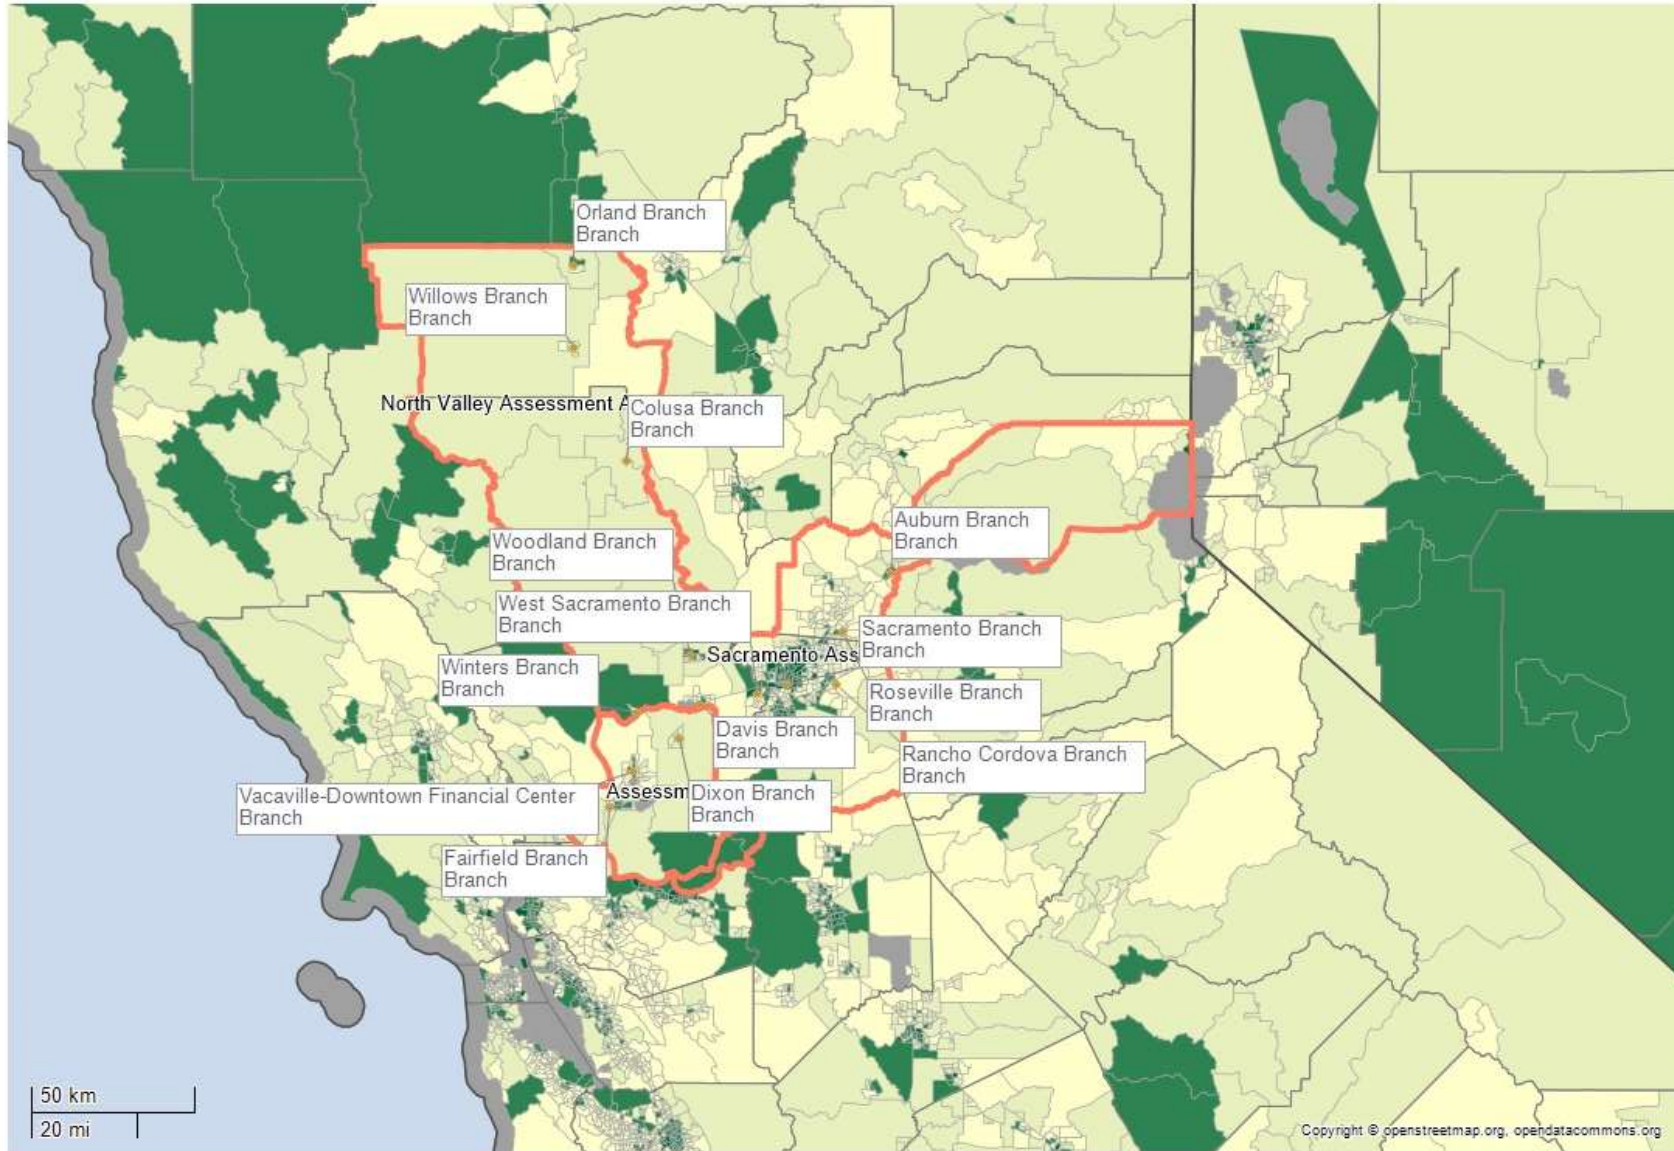 Orland Branch
Branch
Willows Branch
Branch
North Valley Assessment A
Colusa Branch
Branch
Auburn Branch
Branch
Woodland Branch
Branch
West Sacramento Branch
Branch
Sacramento Branch
Branch
Sacramento Ass
Winters Branch
Branch
Roseville Branch
Branch
Davis Branch
Branch
Rancho Cordova Branch
Branch
Vacaville-Downtown Financial Center
Branch
Assessm
Dixon Branch
Branch
Fairfield Branch
Branch
50 km
20 mi
Copyright © openstreetmap.org, opendatacommons.org